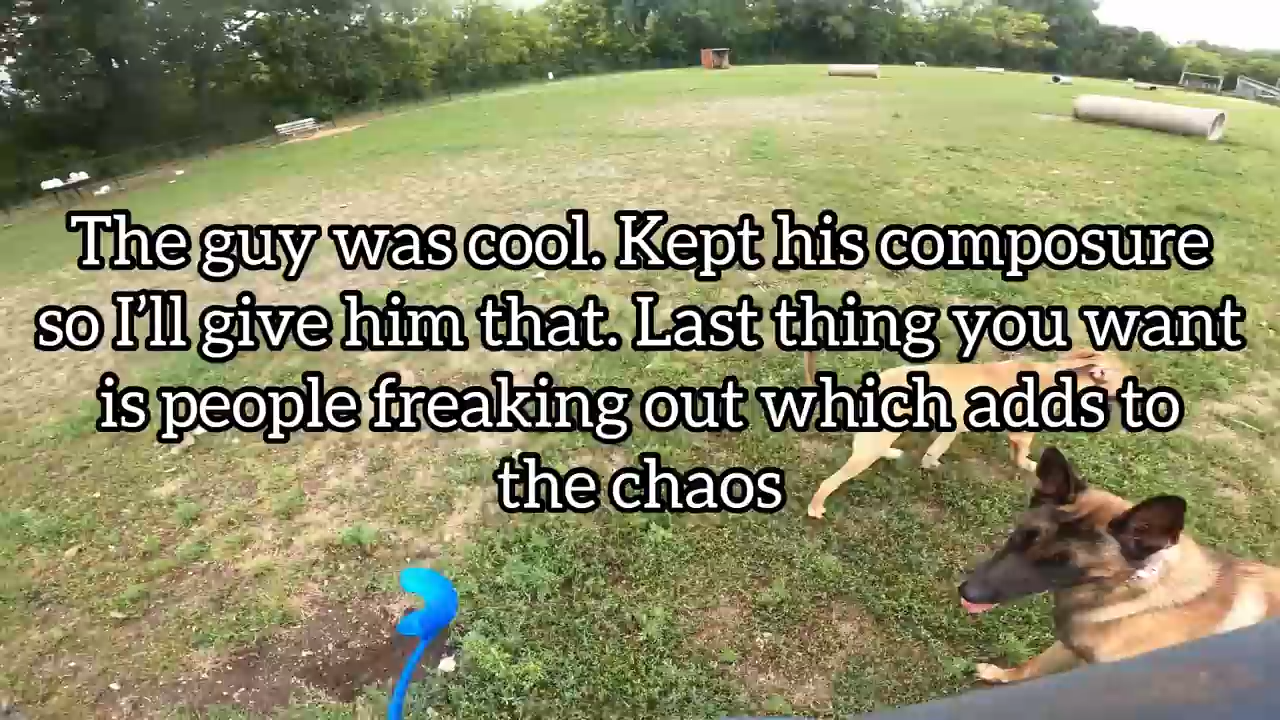 The guy was cool. Kept his composure
so I’ll give him that. Last thing you want
is people freaking out which adds to
the chaos